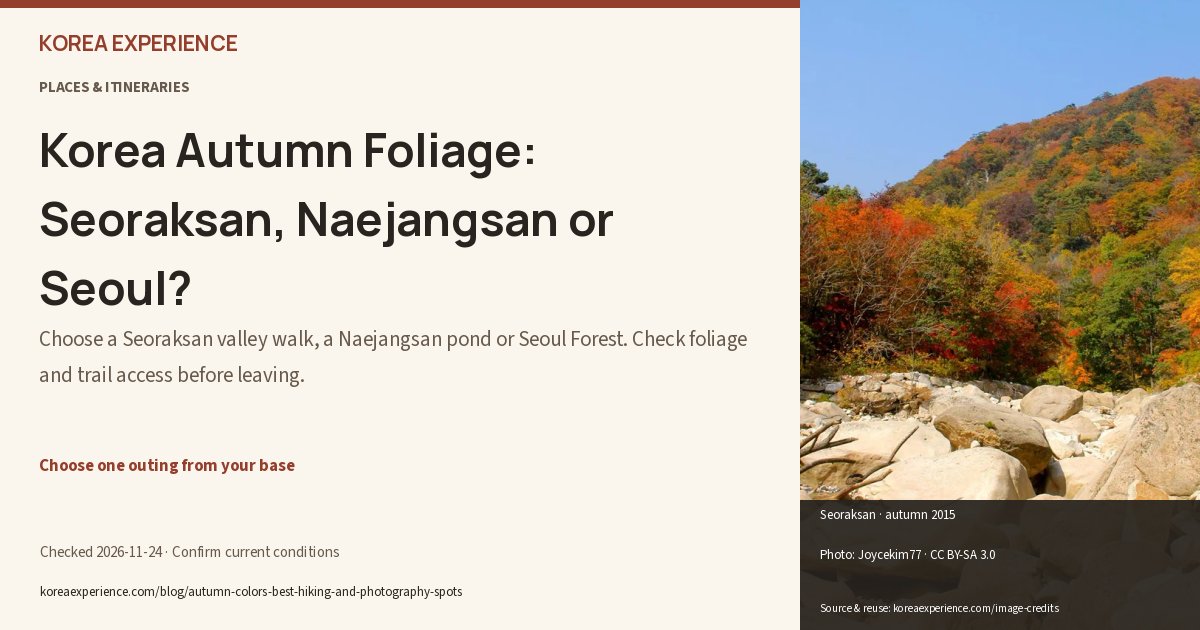 KOREA EXPERIENCE
PLACES & ITINERARIES
Korea Autumn Foliage:
Seoraksan, Naejangsan or
Seoul?
Choose a Seoraksan valley walk, a Naejangsan pond or Seoul Forest. Check foliage
and trail access before leaving.
Choose one outing from your base
Checked 2026-11-24 · Confirm current conditions
koreaexperience.com/blog/autumn-colors-best-hiking-and-photography-spots
Seoraksan · autumn 2015
Photo: Joycekim77 · CC BY-SA 3.0
Source & reuse: koreaexperience.com/image-credits